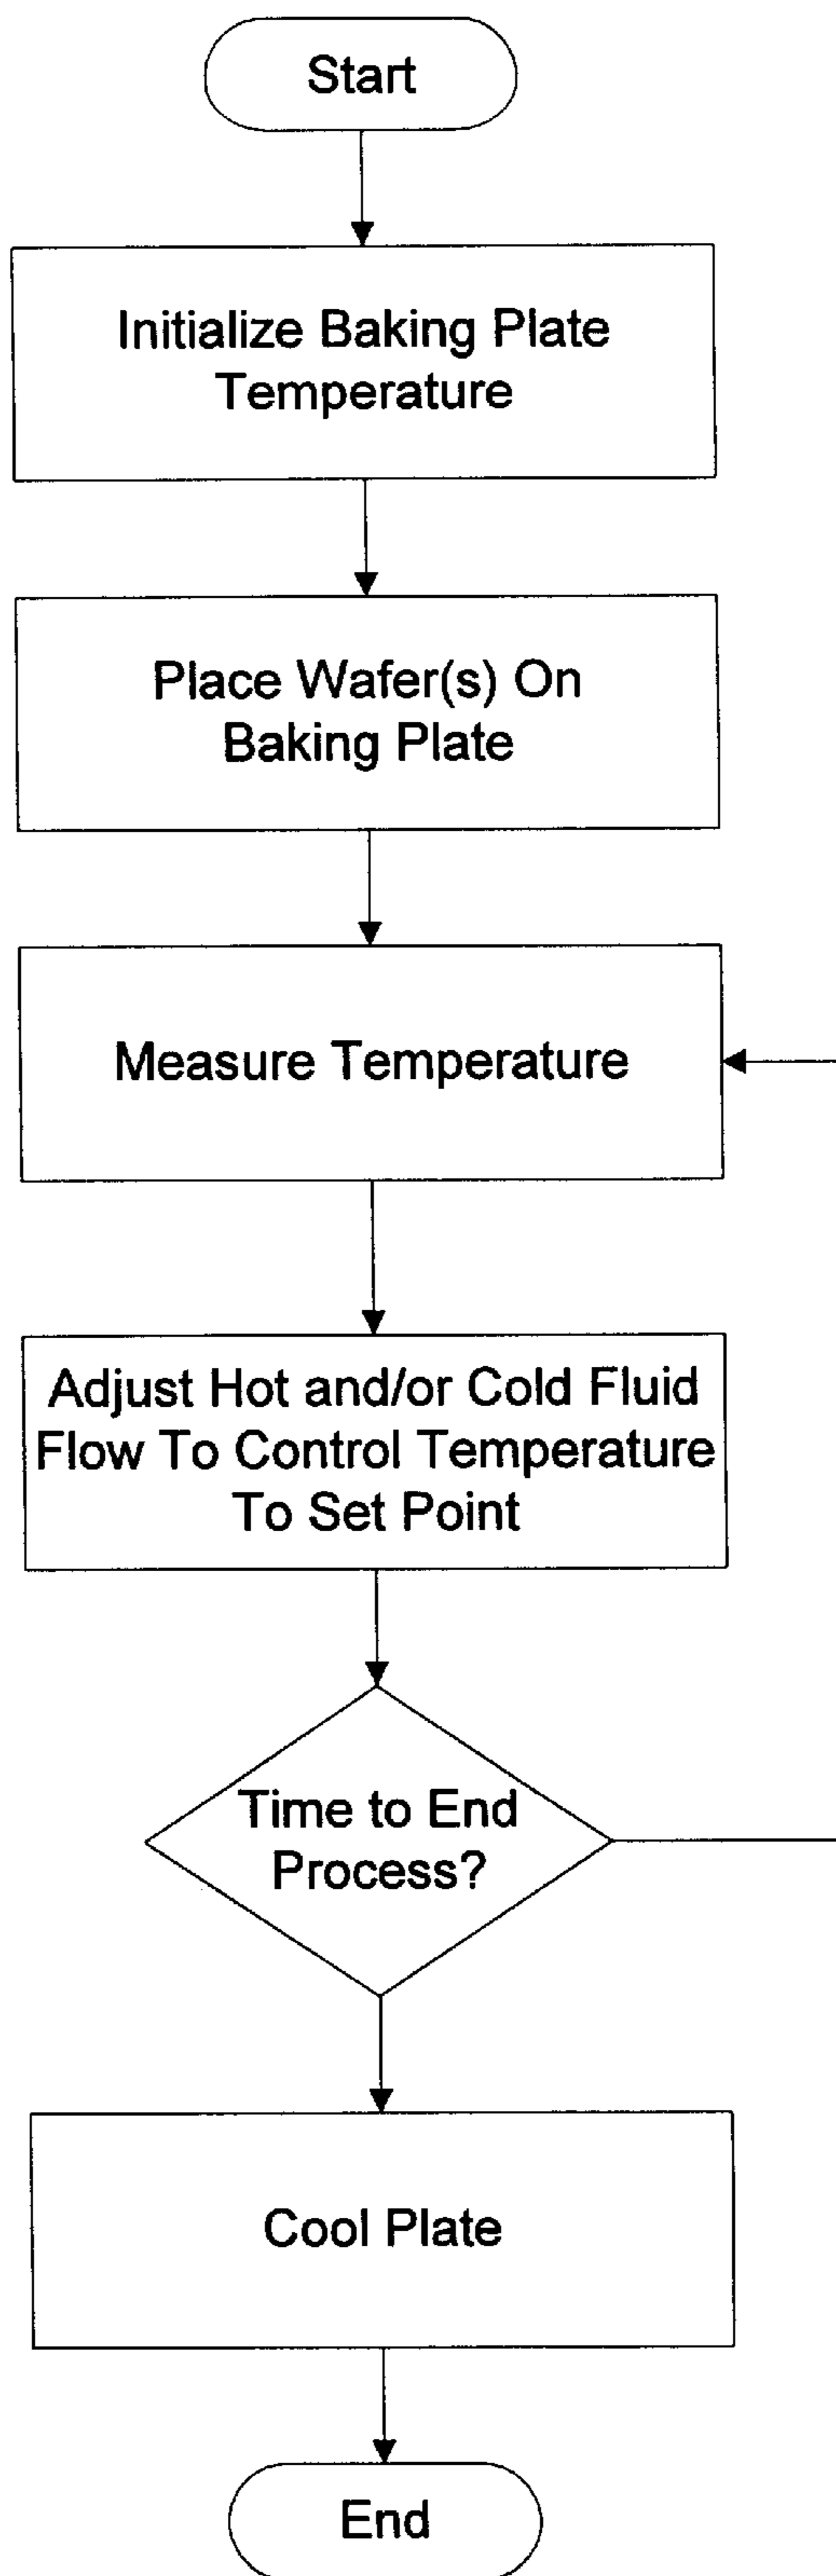 Start
Initialize Baking Plate
Temperature
Place Wafer(s) On
Baking Plate
Measure Temperature
Adjust Hot and/or Cold Fluid
Flow To Control Temperature
To Set Point
Time to End
Process?
Cool Plate
End